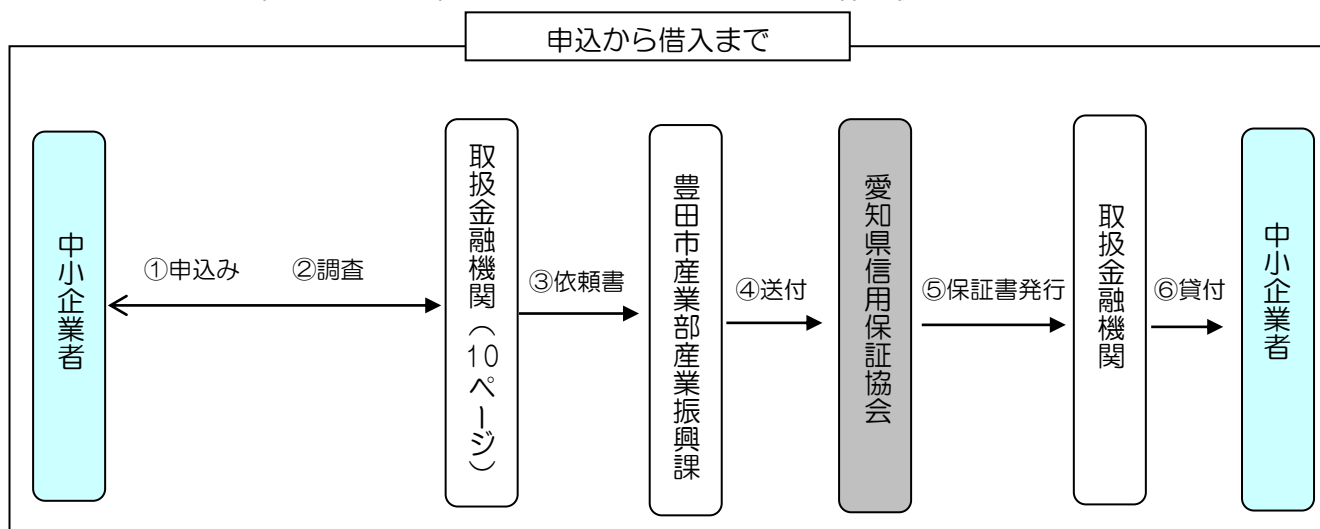 申込から借入まで
中小企業者
①申込み
②調査
取扱金融機関（10ページ）
③依頼書
豊田市産業部産業振興課
④送付
愛知県信用保証協会
⑤保証書発行
取扱金融機関
⑥貸付
中小企業者